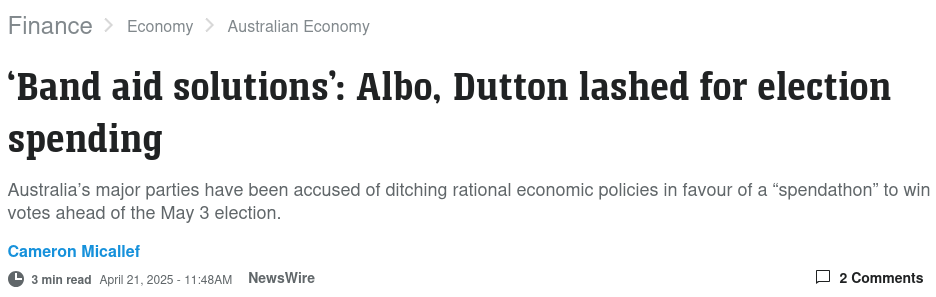 Finance > Economy > Australian Economy
‘Band aid solutions’: Albo, Dutton lashed for election
spending
Australia’s major parties have been accused of ditching rational economic policies in favour of a “spendathon” to win
votes ahead of the May 3 election.
Cameron Micallef
3 min read April 21, 2025 - 11:48AM NewsWire 2 Comments